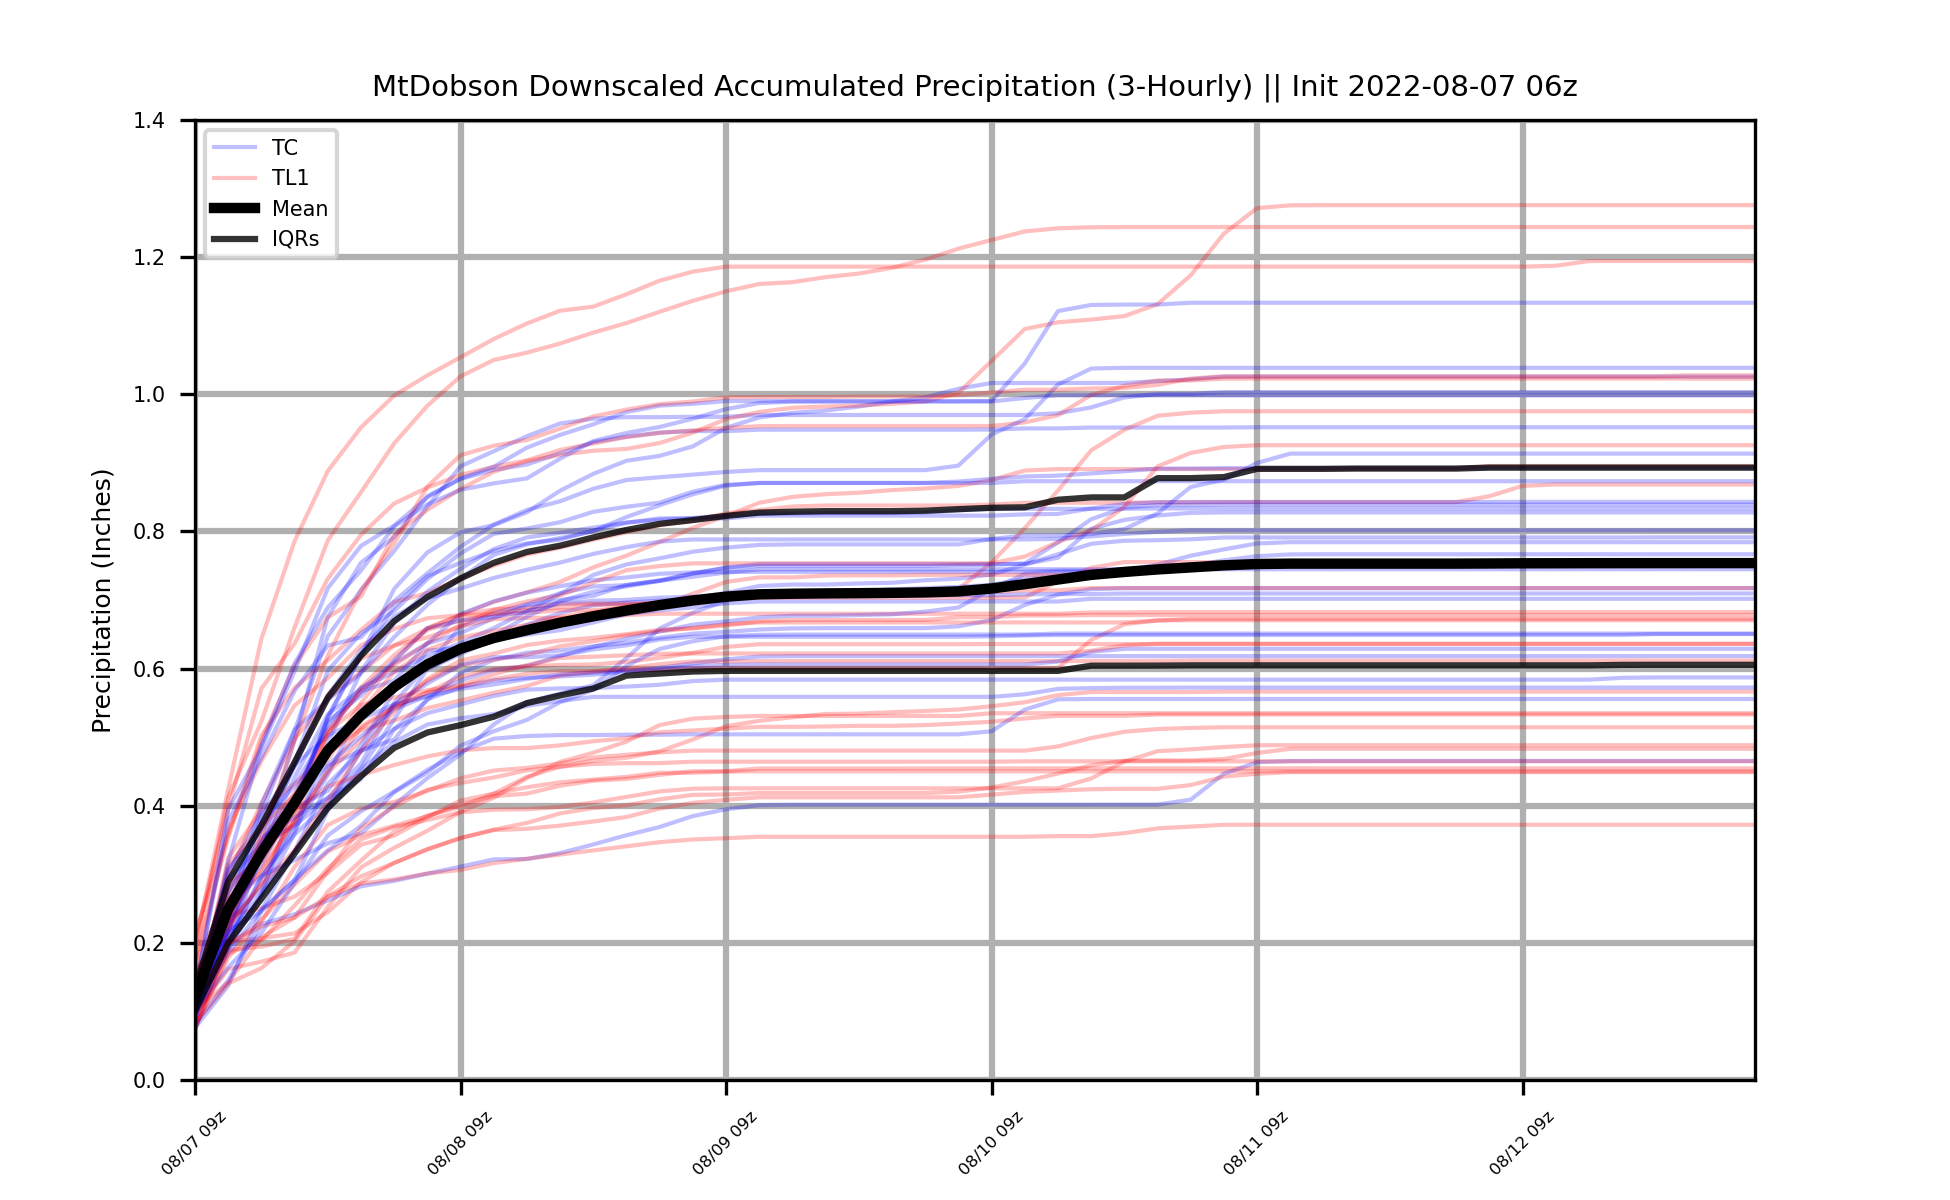 MtDobson Downscaled Accumulated Precipitation (3-Hourly) || Init 2022-08-07 06z
1.4
1.2
1.0
0.8
0.6
0.4
0.2
0.0
Precipitation (Inches)
TC
TL1
Mean
IQRs
08/07 09z
08/08 09z
08/09 09z
08/10 09z
08/11 09z
08/12 09z